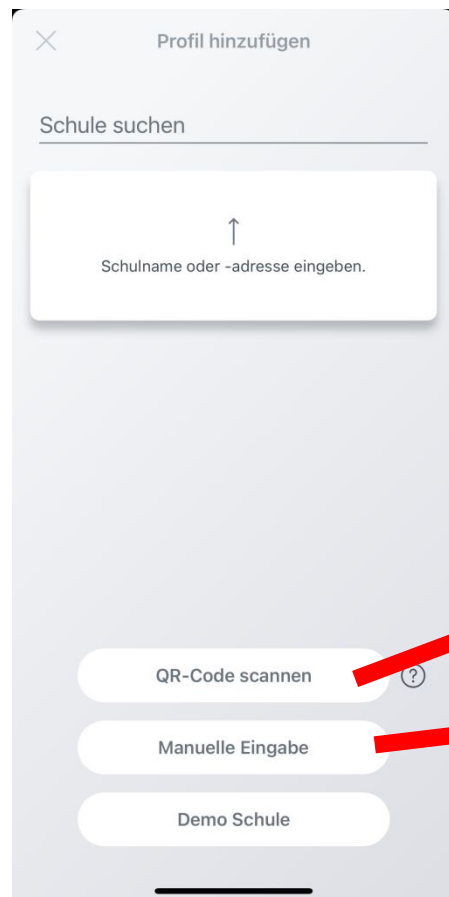 Profil hinzufügen
Schule suchen
Schulname oder -adresse eingeben.
QR-Code scannen
?
Manuelle Eingabe
Demo Schule